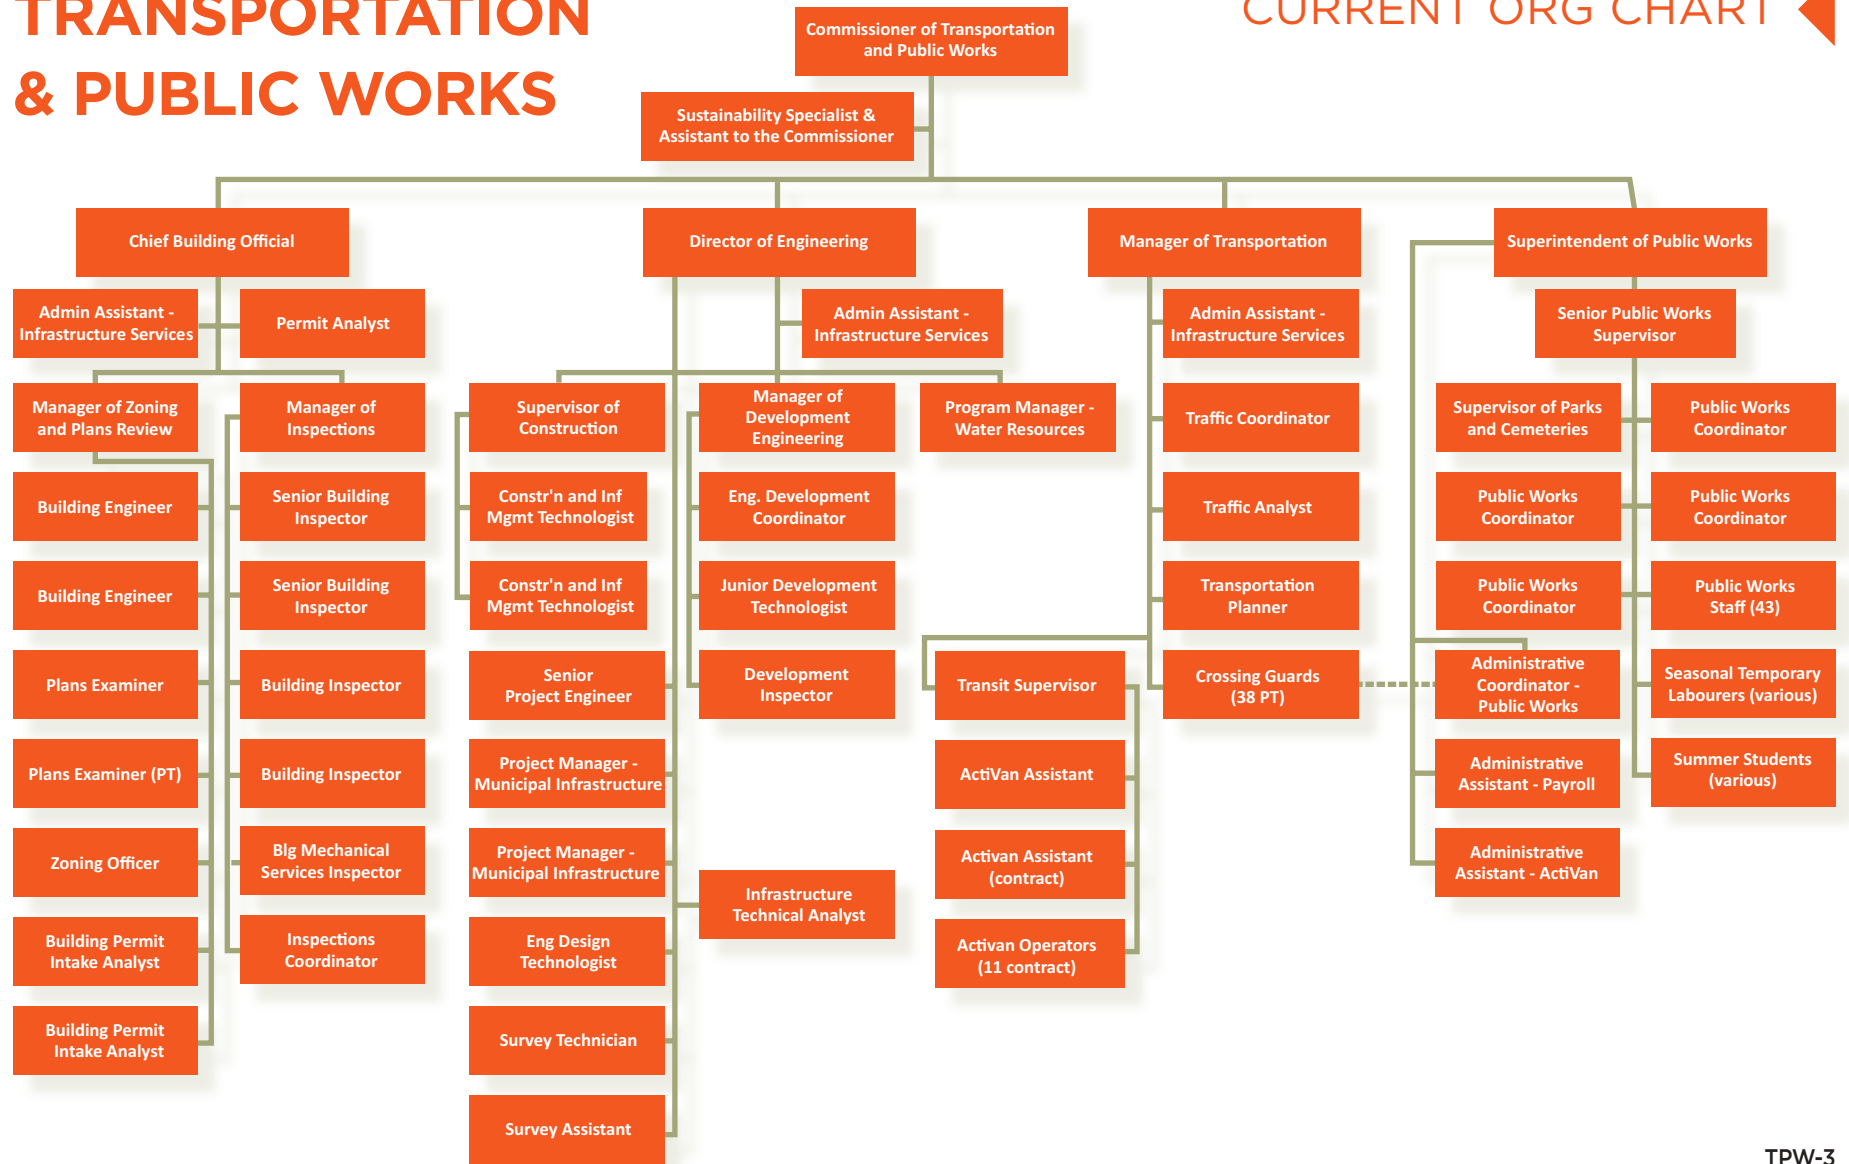 TRANSPORTATION
& PUBLIC WORKS
CURRENT ORG CHART
Commissioner of Transportation
and Public Works
Sustainability Specialist &
Assistant to the Commissioner
Chief Building Official
Director of Engineering
Manager of Transportation
Superintendent of Public Works
Admin Assistant -
Infrastructure Services
Permit Analyst
Manager of Zoning
and Plans Review
Manager of
Inspections
Building Engineer
Senior Building
Inspector
Building Engineer
Senior Building
Inspector
Plans Examiner
Building Inspector
Plans Examiner (PT)
Building Inspector
Zoning Officer
Blg Mechanical
Services Inspector
Building Permit
Intake Analyst
Inspections
Coordinator
Building Permit
Intake Analyst
Admin Assistant -
Infrastructure Services
Supervisor of
Construction
Manager of
Development
Engineering
Program Manager -
Water Resources
Constr'n and Inf
Mgmt Technologist
Eng. Development
Coordinator
Constr'n and Inf
Mgmt Technologist
Junior Development
Technologist
Senior
Project Engineer
Development
Inspector
Project Manager -
Municipal Infrastructure
Project Manager -
Municipal Infrastructure
Infrastructure
Technical Analyst
Eng Design
Technologist
Survey Technician
Survey Assistant
Admin Assistant -
Infrastructure Services
Traffic Coordinator
Traffic Analyst
Transportation
Planner
Transit Supervisor
Crossing Guards
(38 PT)
ActiVan Assistant
Activan Assistant
(contract)
Activan Operators
(11 contract)
Senior Public Works
Supervisor
Supervisor of Parks
and Cemeteries
Public Works
Coordinator
Public Works
Coordinator
Public Works
Coordinator
Public Works
Coordinator
Public Works
Staff (43)
Administrative
Coordinator -
Public Works
Seasonal Temporary
Labourers (various)
Administrative
Assistant - Payroll
Summer Students
(various)
Administrative
Assistant - ActiVan
TPW-3